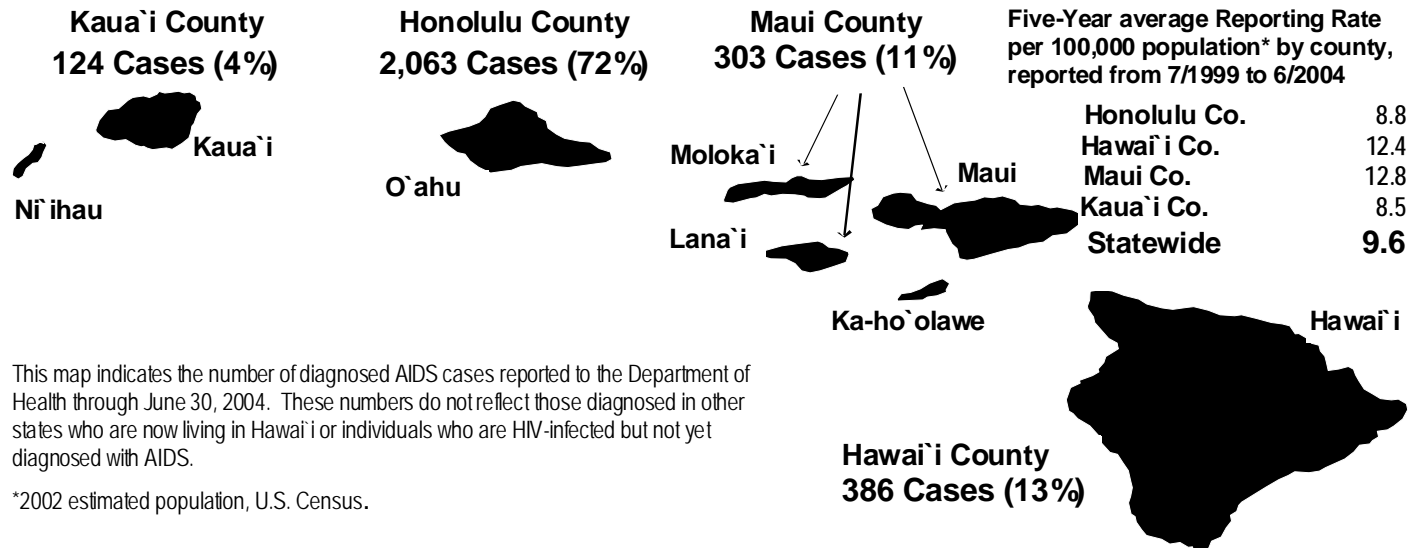 Kaua`i County
124 Cases (4%)
Honolulu County
2,063 Cases (72%)
Maui County
303 Cases (11%)
Five-Year average Reporting Rate
per 100,000 population* by county,
reported from 7/1999 to 6/2004
Honolulu Co. 8.8
Hawai`i Co. 12.4
Maui Co. 12.8
Kaua`i Co. 8.5
Statewide 9.6
Kaua`i
Ni`ihau
O`ahu
Moloka`i
Maui
Lana`i
Ka-ho`olawe
Hawai`i
This map indicates the number of diagnosed AIDS cases reported to the Department of
Health through June 30, 2004. These numbers do not reflect those diagnosed in other
states who are now living in Hawai`i or individuals who are HIV-infected but not yet
diagnosed with AIDS.
*2002 estimated population, U.S. Census.
Hawai`i County
386 Cases (13%)